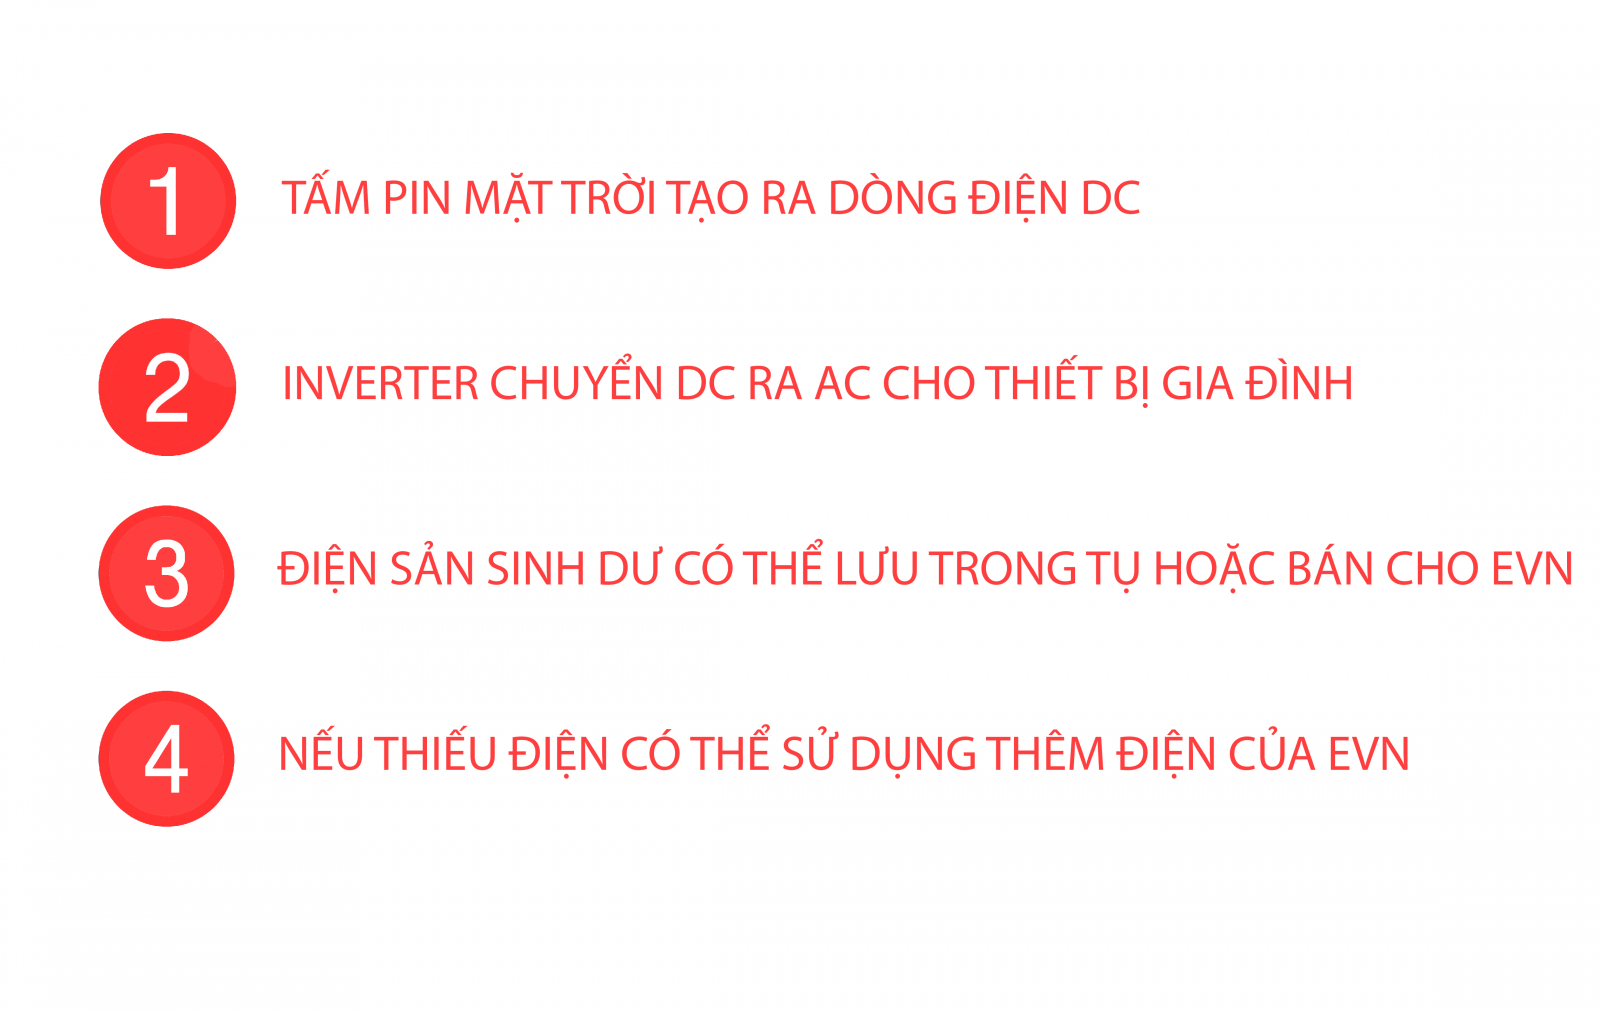 1 TẤM PIN MẶT TRỜI TẠO RA DÒNG ĐIỆN DC
2 INVERTER CHUYỂN DC RA AC CHO THIẾT BỊ GIA ĐÌNH
3 ĐIỆN SẢN SINH DƯ CÓ THỂ LƯU TRONG TỤ HOẶC BÁN CHO EVN
4 NẾU THIẾU ĐIỆN CÓ THỂ SỬ DỤNG THÊM ĐIỆN CỦA EVN